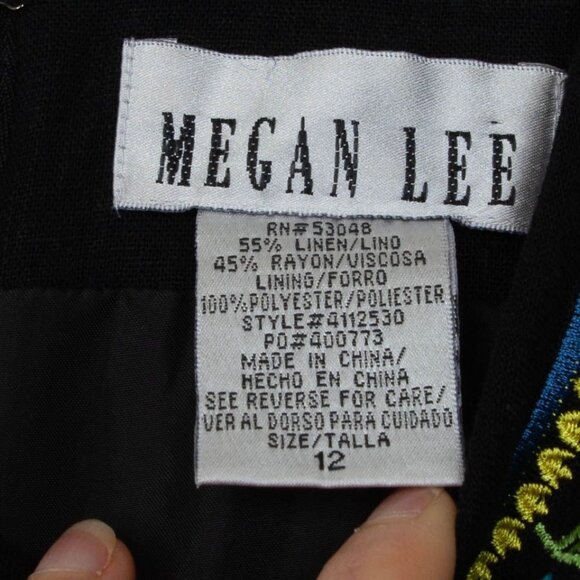 MEGAN LEE
RN#53048
55% LINEN/LINO
45% RAYON/VISCOSA
LINING/FORRO
100%POLYESTER/POLIESTER
STYLE#4112530
PO#400773
MADE IN CHINA/
HECHO EN CHINA
SEE REVERSE FOR CARE/
VER AL DORSO PARA CUIDADO
SIZE/TALLA
12